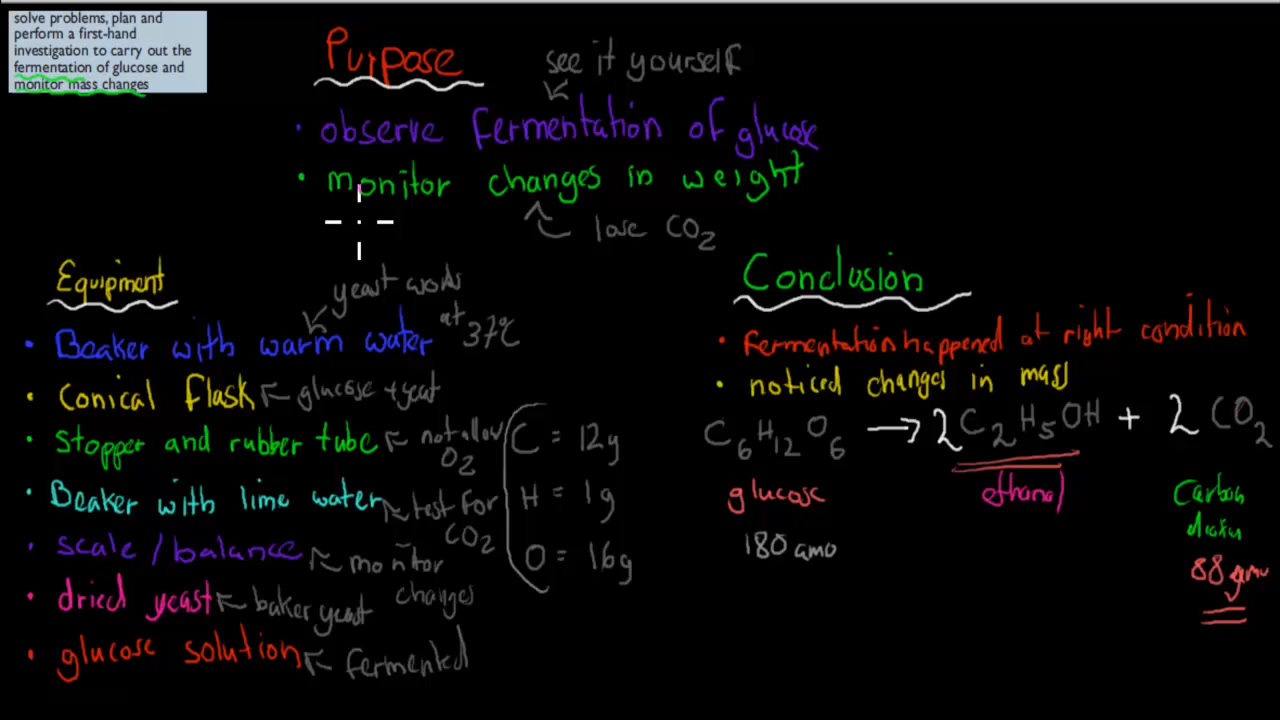 solve problems, plan and
perform a first-hand
investigation to carry out the
fermentation of glucose and
monitor mass changes
Purpose
see it yourself
• observe fermentation of glucose
• monitor changes in weight
lose CO2
Equipment
yeast works
at 37°C
• Beaker with warm water
• Conical flask
glucose + yeat
• Stopper and rubber tube
not allow
O2
• Beaker with lime water
test for
CO2
• scale/balance
monitor
changes
• dried yeast
baker yeast
• glucose solution
fermented
C = 12g
H = 1g
O = 16g
Conclusion
• Fermentation happened at right condition
• noticed changes in mass
C6H12O6 → 2C2H5OH + 2CO2
glucose
ethanol
Carbon
180 amu
88 amu